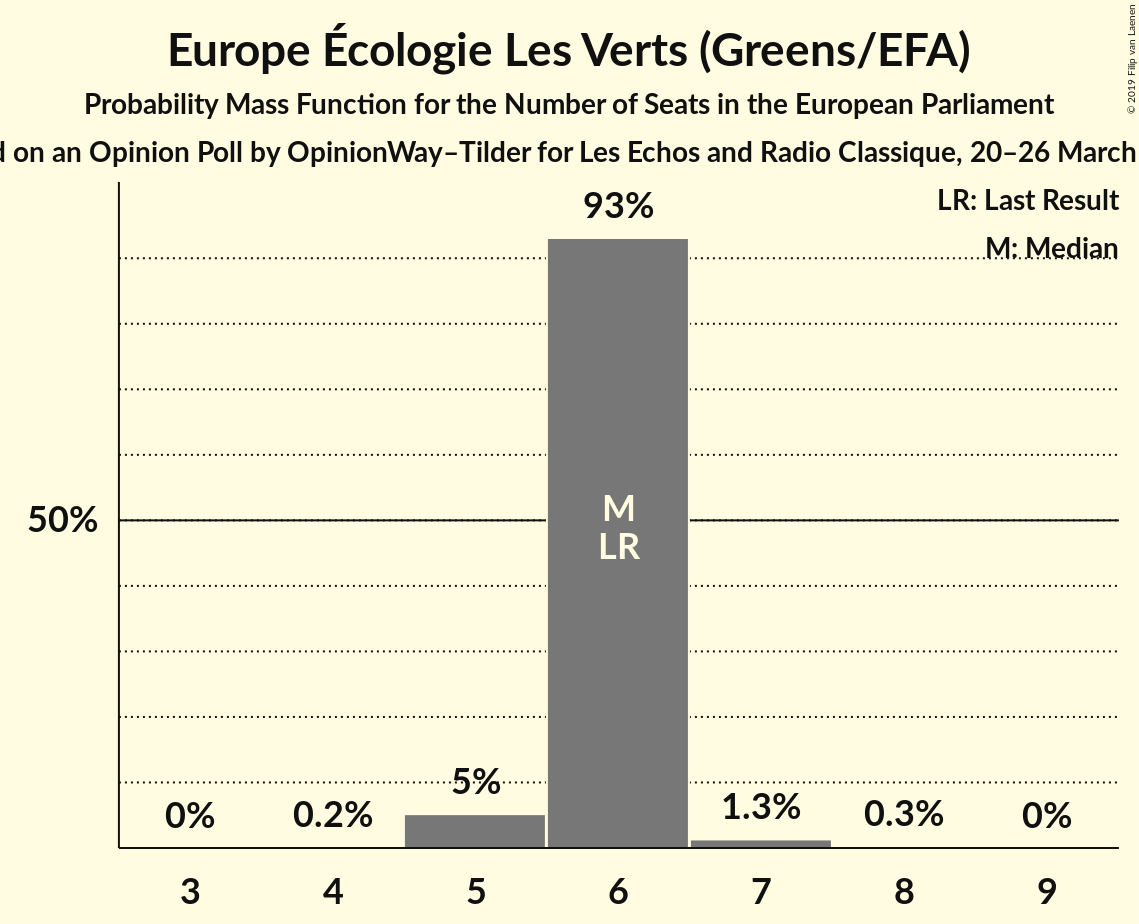 Europe Écologie Les Verts (Greens/EFA)
Probability Mass Function for the Number of Seats in the European Parliament
on an Opinion Poll by OpinionWay–Tilder for Les Echos and Radio Classique, 20–26 March
© 2019 Filip van Laenen
LR: Last Result
M: Median
93%
50%
M
LR
5%
0%
0.2%
1.3%
0.3%
0%
3 4 5 6 7 8 9